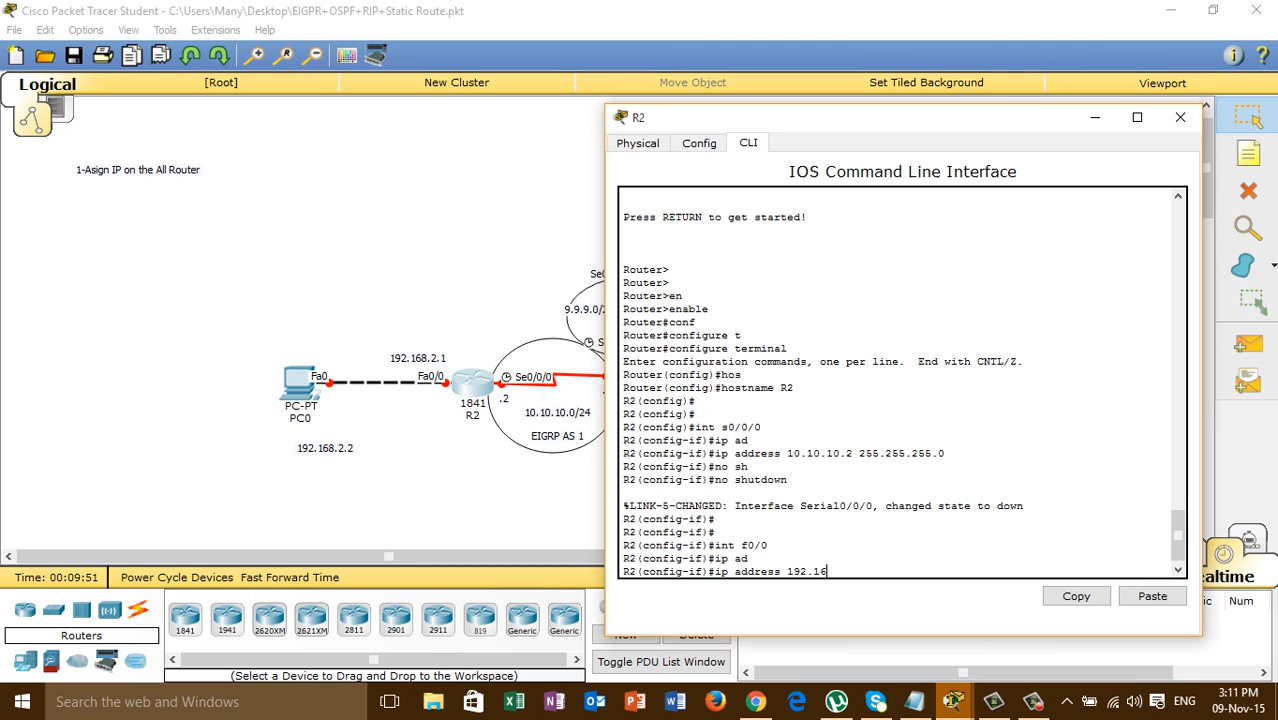 Cisco Packet Tracer Student - C:\Users\Many\Desktop\EIGPR+OSPF+RIP+Static Route.pkt
File Edit Options View Tools Extensions Help
Logical [Root] New Cluster Move Object Set Tiled Background Viewport
1-Asign IP on the All Router
R2
Physical Config CLI
IOS Command Line Interface
Press RETURN to get started!
Router>
Router>
Router>en
Router>enable
Router#conf
Router#configure t
Router#configure terminal
Enter configuration commands, one per line. End with CNTL/Z.
Router(config)#hos
Router(config)#hostname R2
R2(config)#
R2(config)#
R2(config)#int s0/0/0
R2(config-if)#ip ad
R2(config-if)#ip address 10.10.10.2 255.255.255.0
R2(config-if)#no sh
R2(config-if)#no shutdown
%LINK-5-CHANGED: Interface Serial0/0/0, changed state to down
R2(config-if)#
R2(config-if)#
R2(config-if)#int f0/0
R2(config-if)#ip ad
R2(config-if)#ip address 192.16
Copy Paste
192.168.2.1
Fa0 Fa0/0 Se0/0/0
PC-PT
PC0
1841
R2
.2
10.10.10.0/24
EIGRP AS 1
192.168.2.2
Time: 00:09:51 Power Cycle Devices Fast Forward Time
Routers
1841 1941 2620XM 2621XM 2811 2901 2911 819 Generic Generic
(Select a Device to Drag and Drop to the Workspace)
New Delete
Toggle PDU List Window
Num
Search the web and Windows
ENG
3:11 PM
09-Nov-15